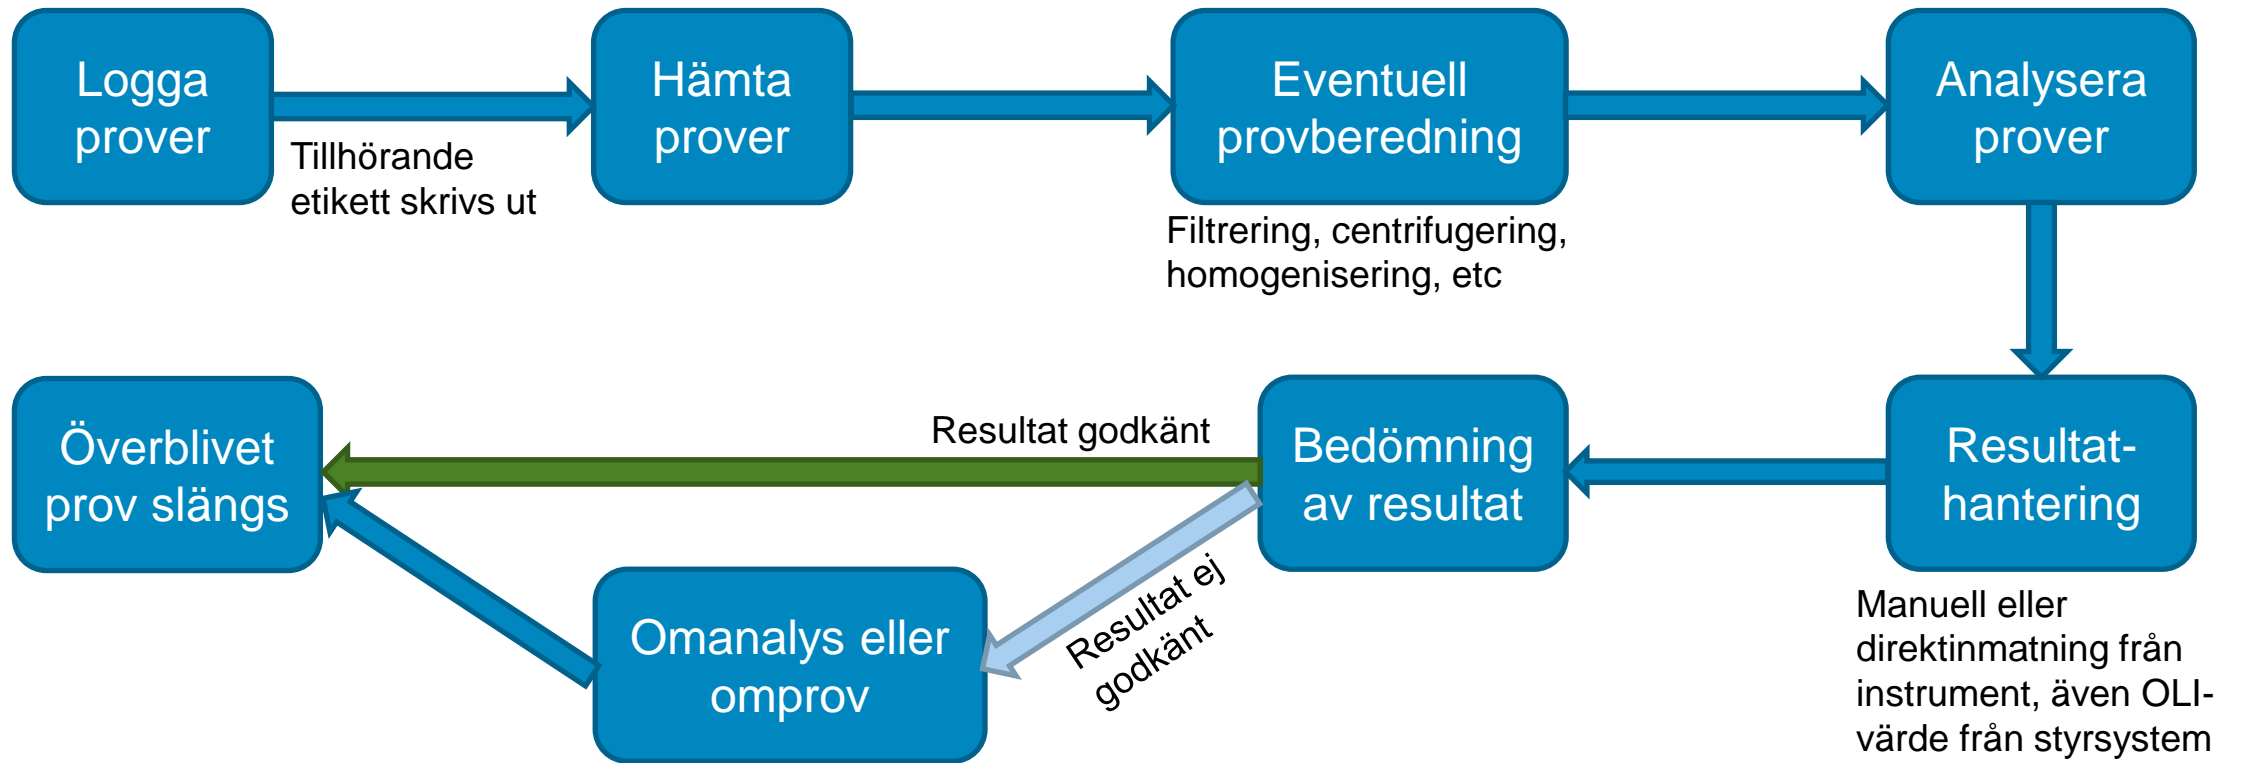 Logga
prover
Tillhörande
etikett skrivs ut
Hämta
prover
Eventuell
provberedning
Filtrering, centrifugering,
homogenisering, etc
Analysera
prover
Resultat-
hantering
Manuell eller
direktinmatning från
instrument, även OLI-
värde från styrsystem
Bedömning
av resultat
Resultat godkänt
Resultat ej
godkänt
Omanalys eller
omprov
Överblivet
prov slängs